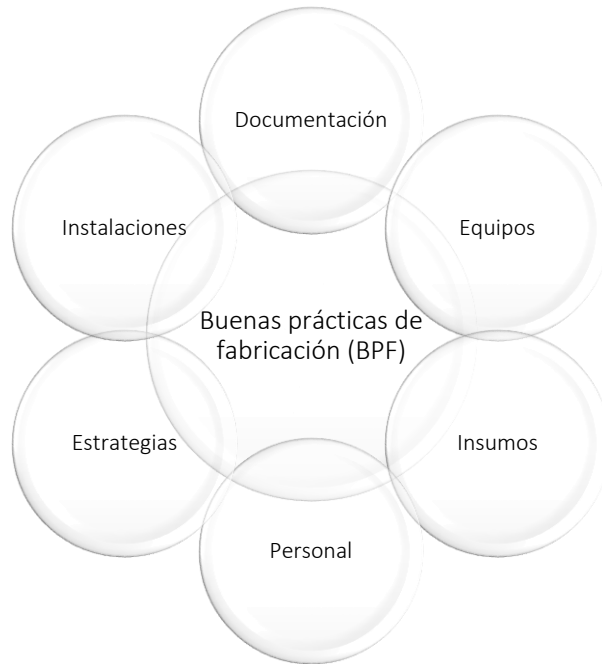 Documentación
Instalaciones
Equipos
Buenas prácticas de
fabricación (BPF)
Estrategias
Insumos
Personal